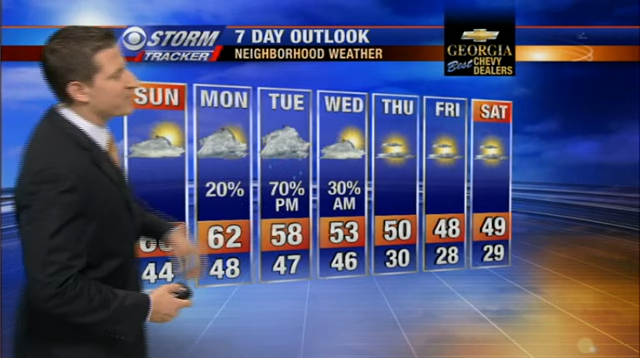 STORM
TRACKER
7 DAY OUTLOOK
NEIGHBORHOOD WEATHER
GEORGIA
Best CHEVY
DEALERS
SUN MON TUE WED THU FRI SAT
20% 70% 30%
PM AM
62 58 53 50 48 49
44 48 47 46 30 28 29